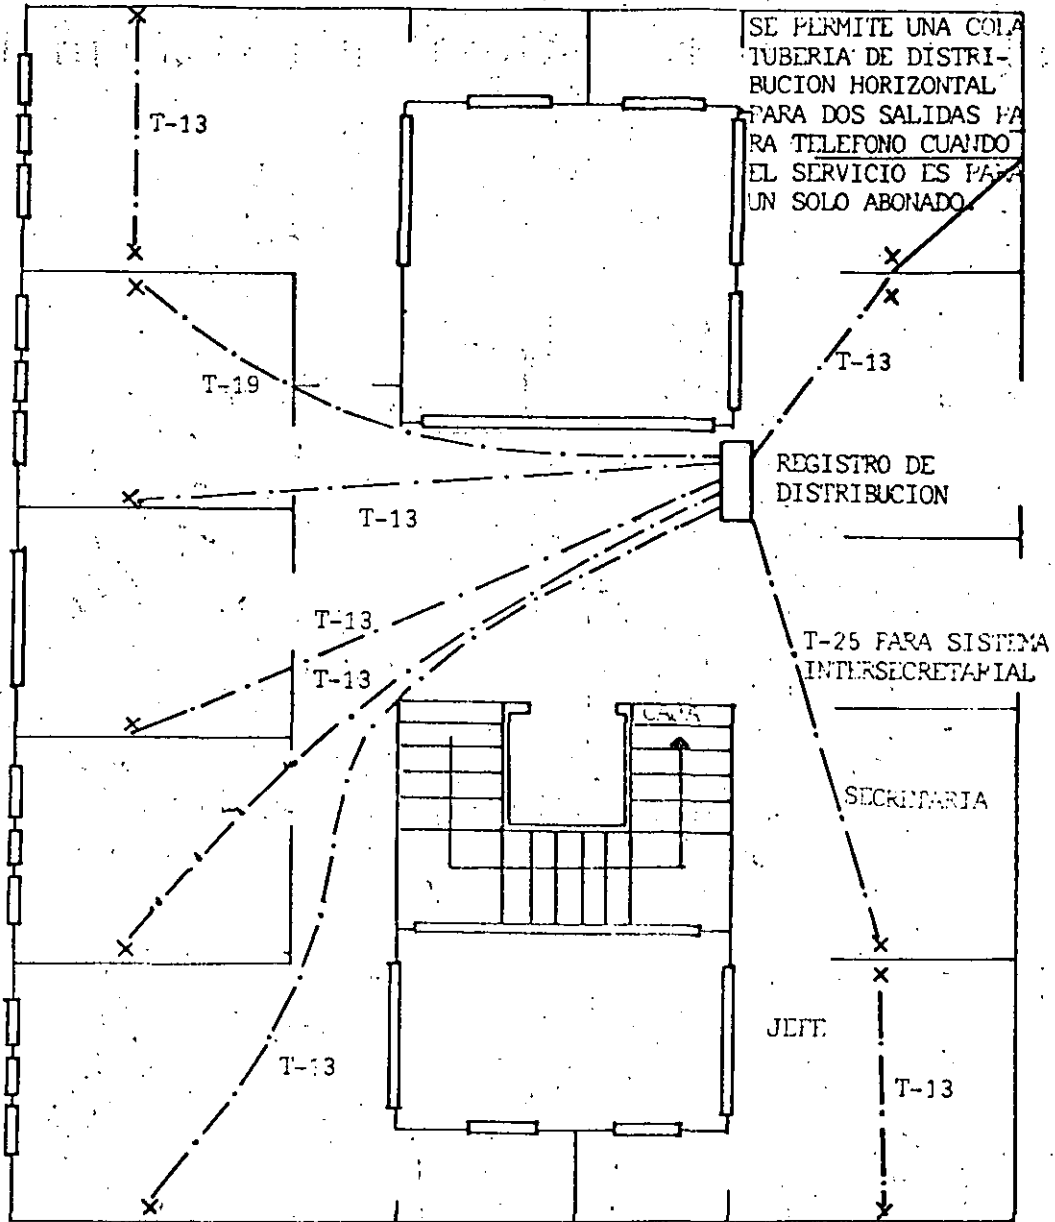 SE PERMITE UNA COLA
TUBERIA DE DISTRI-
BUCION HORIZONTAL
PARA DOS SALIDAS PA
RA TELEFONO CUANDO
EL SERVICIO ES PARA
UN SOLO ABONADO.
T-13
T-19
T-13
T-13
REGISTRO DE
DISTRIBUCION
T-13
T-13
T-25 PARA SISTEMA
INTERSECRETARIAL
SECRETARIA
JEFE
T-13
T-13